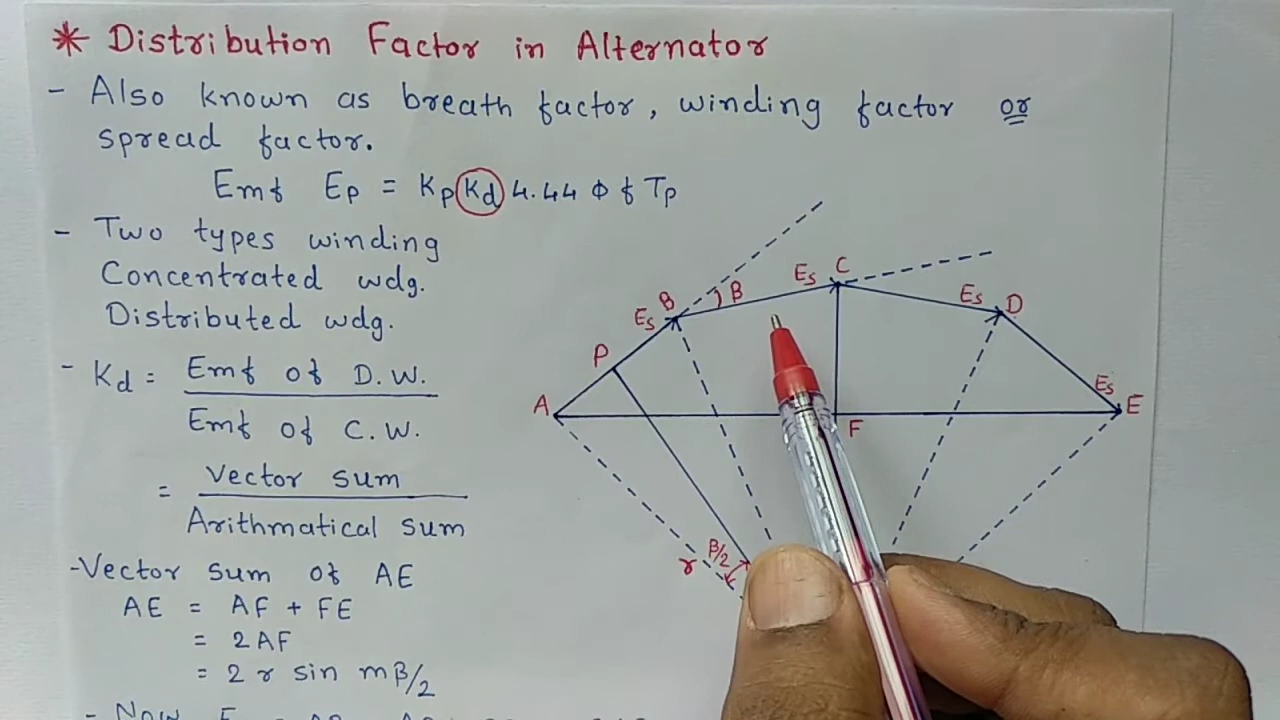 * Distribution Factor in Alternator
- Also known as breath factor, winding factor or
spread factor.
Emf Ep = Kp Kd 4.44 Φ f Tp
- Two types winding
Concentrated wdg.
Distributed wdg.
- Kd = Emf of D.W.
Emf of C.W.
= Vector sum
Arithmatical sum
- Vector sum of AE
AE = AF + FE
= 2AF
= 2 r sin mβ/2
- Now
A
P
Es B
β
Es C
Es D
Es E
F
r
β/2